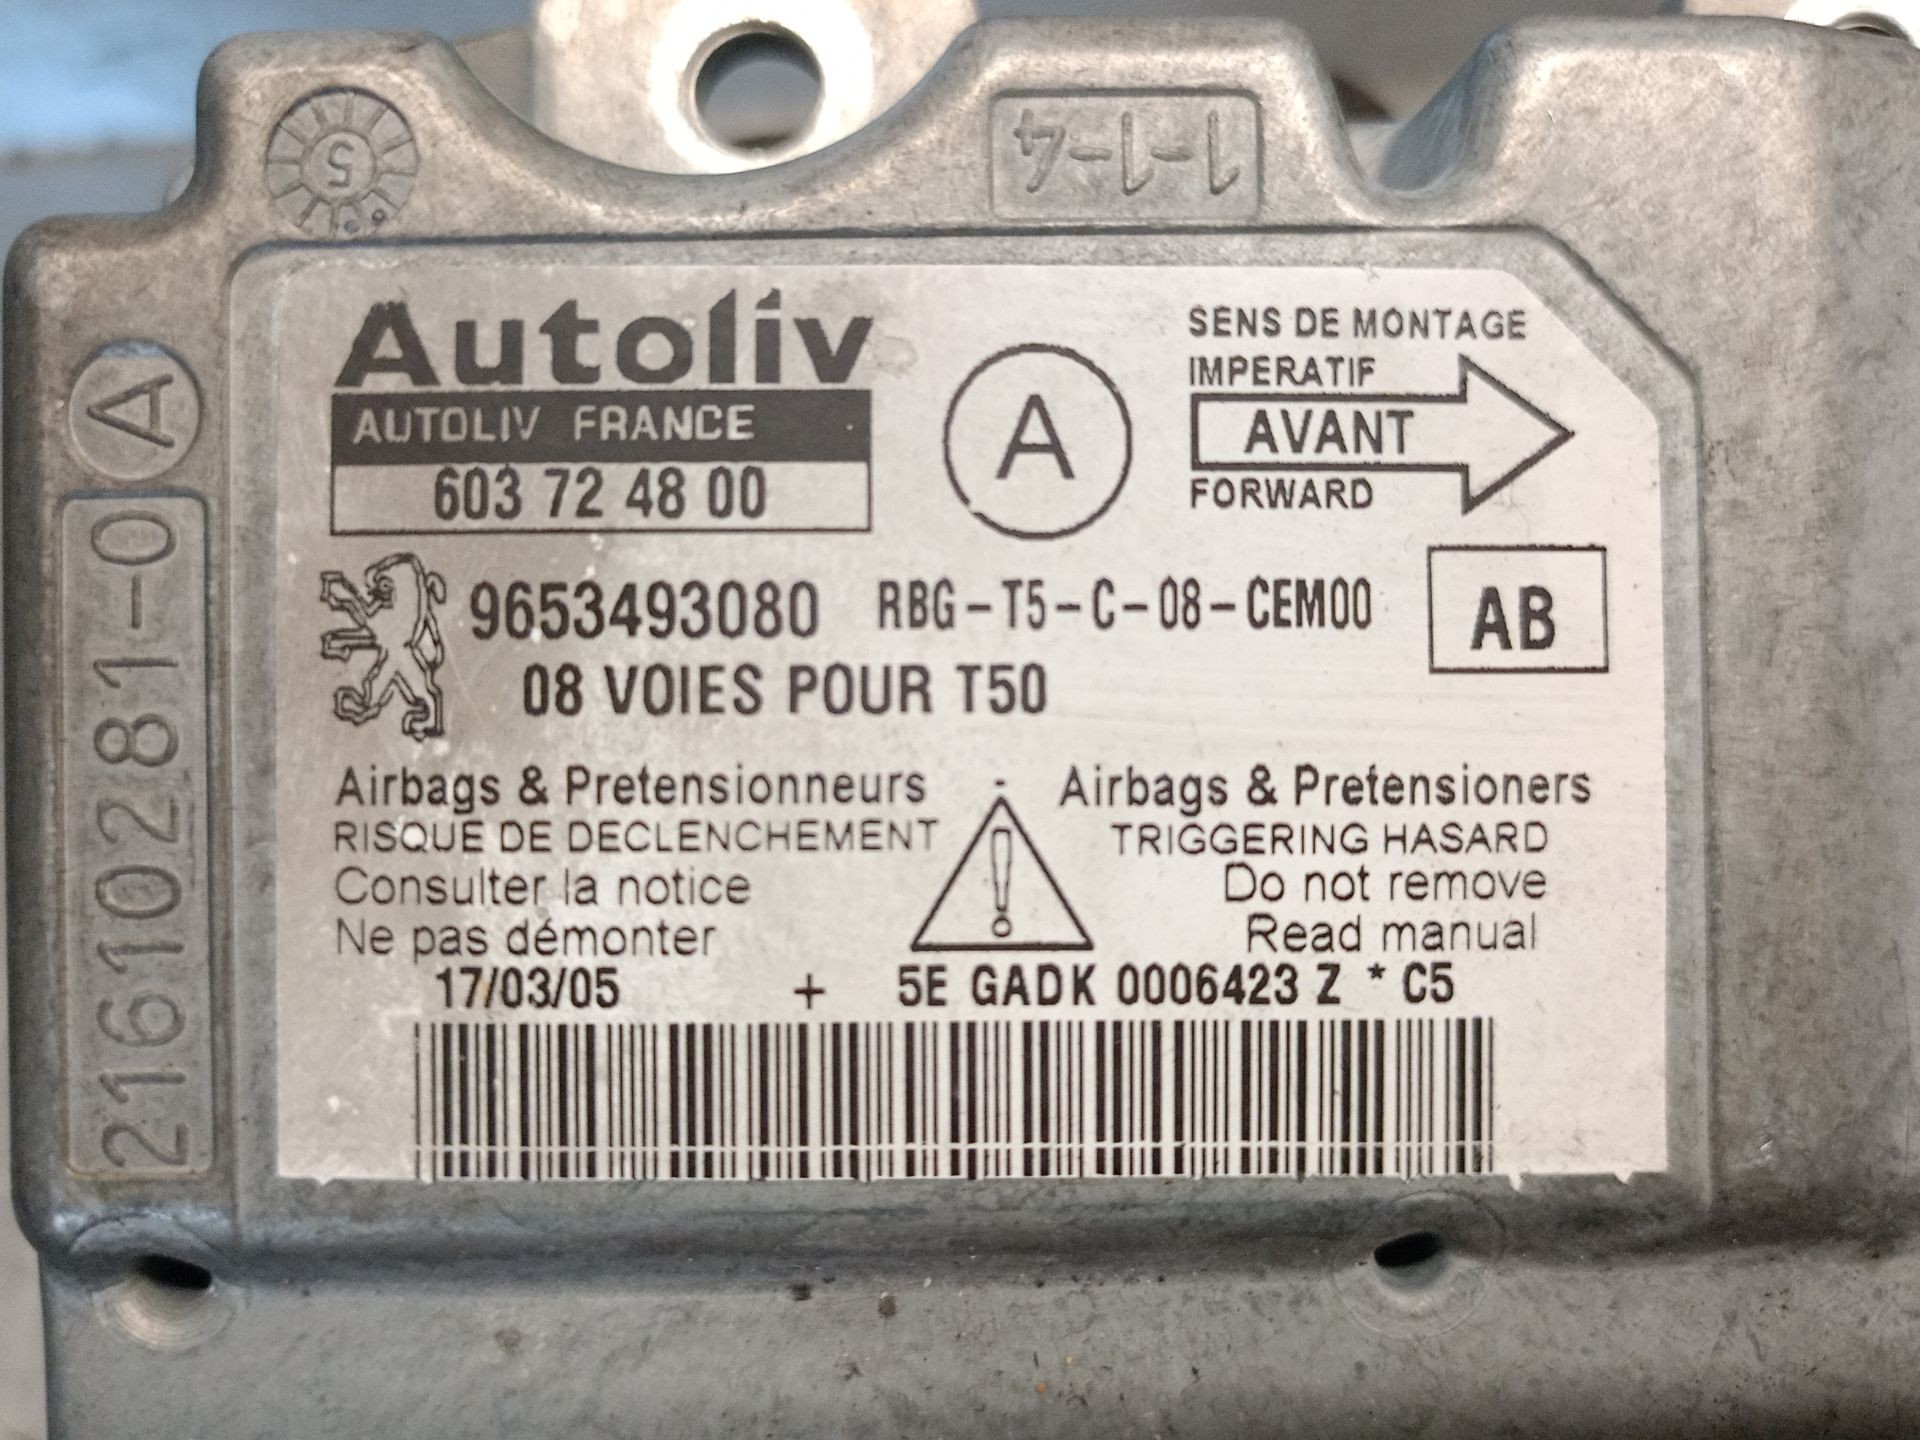 5
1-1-4
A
21610281-0
Autoliv
AUTOLIV FRANCE
603 72 48 00
A
SENS DE MONTAGE
IMPERATIF
AVANT
FORWARD
9653493080 RBG-T5-C-08-CEM00
AB
08 VOIES POUR T50
Airbags & Pretensionneurs - Airbags & Pretensioners
RISQUE DE DECLENCHEMENT
TRIGGERING HASARD
Consulter la notice
Do not remove
Ne pas démonter
Read manual
17/03/05 + 5E GADK 0006423 Z * C5